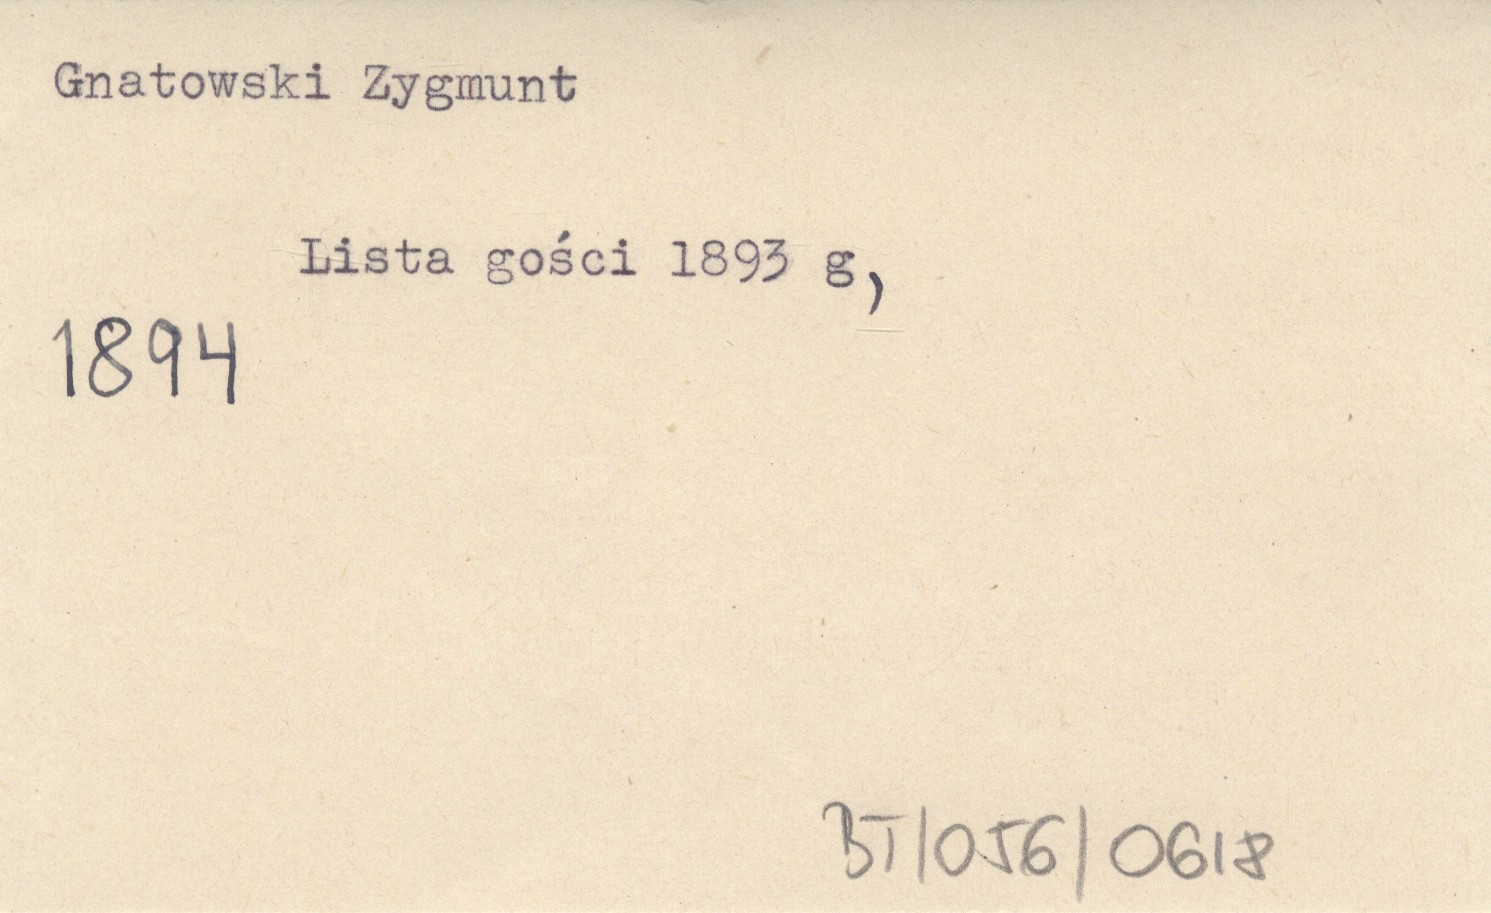 Gnatowski Zygmunt
Lista gości 1893 g,
1894
BT/056/0618